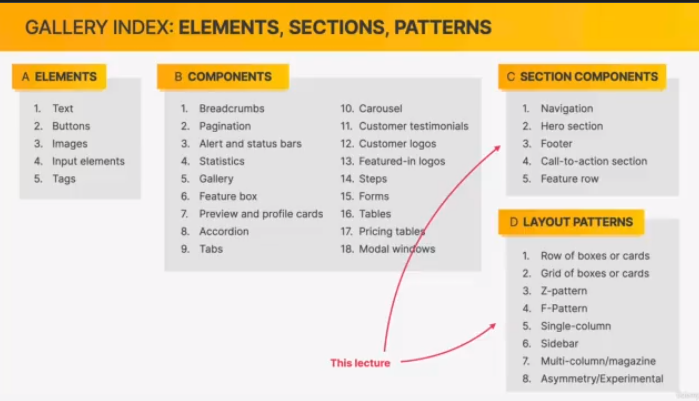 GALLERY INDEX: ELEMENTS, SECTIONS, PATTERNS
A ELEMENTS
1. Text
2. Buttons
3. Images
4. Input elements
5. Tags
B COMPONENTS
1. Breadcrumbs
2. Pagination
3. Alert and status bars
4. Statistics
5. Gallery
6. Feature box
7. Preview and profile cards
8. Accordion
9. Tabs
10. Carousel
11. Customer testimonials
12. Customer logos
13. Featured-in logos
14. Steps
15. Forms
16. Tables
17. Pricing tables
18. Modal windows
C SECTION COMPONENTS
1. Navigation
2. Hero section
3. Footer
4. Call-to-action section
5. Feature row
D LAYOUT PATTERNS
1. Row of boxes or cards
2. Grid of boxes or cards
3. Z-pattern
4. F-Pattern
5. Single-column
6. Sidebar
7. Multi-column/magazine
8. Asymmetry/Experimental
This lecture